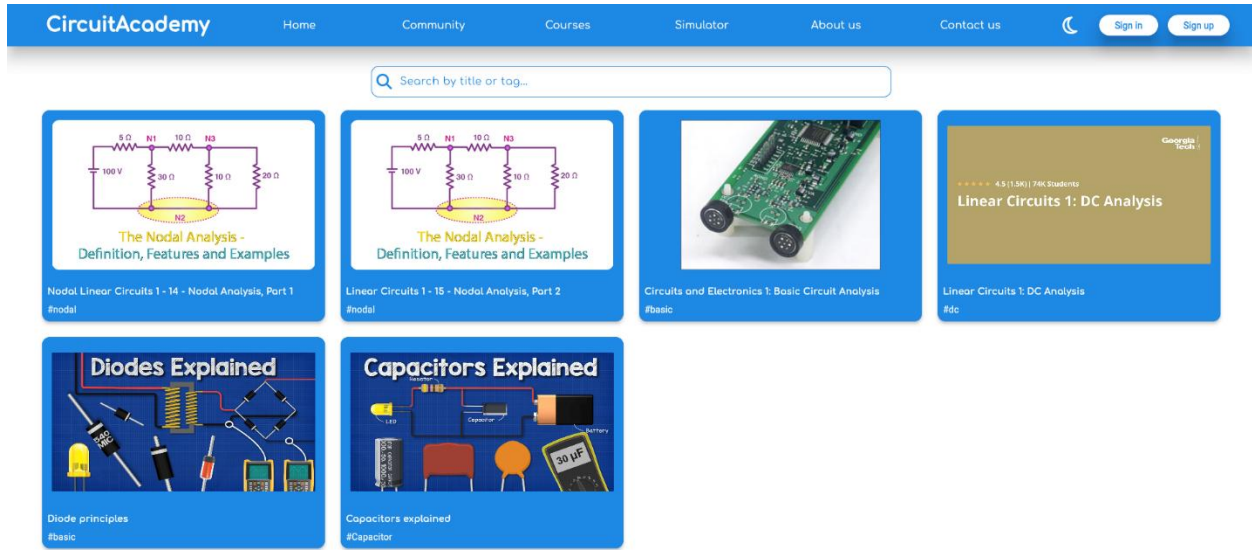 CircuitAcademy Home Community Courses Simulator About us Contact us Sign in Sign up
Search by title or tag...
5 Ω N1 10 Ω N3
100 V 30 Ω 10 Ω 20 Ω
N2
The Nodal Analysis -
Definition, Features and Examples
Nodal Linear Circuits 1 - 14 - Nodal Analysis, Part 1
#nodal
5 Ω N1 10 Ω N3
100 V 30 Ω 10 Ω 20 Ω
N2
The Nodal Analysis -
Definition, Features and Examples
Linear Circuits 1 - 15 - Nodal Analysis, Part 2
#nodal
Circuits and Electronics 1: Basic Circuit Analysis
#basic
Georgia
Tech
4.5 (1.5K) | 74K Students
Linear Circuits 1: DC Analysis
Linear Circuits 1: DC Analysis
#dc
Diodes Explained
540
MIC
Diode principles
#basic
Capacitors Explained
Resistor
LED
Capacitor
Battery
30 µF
Capacitors explained
#Capacitor